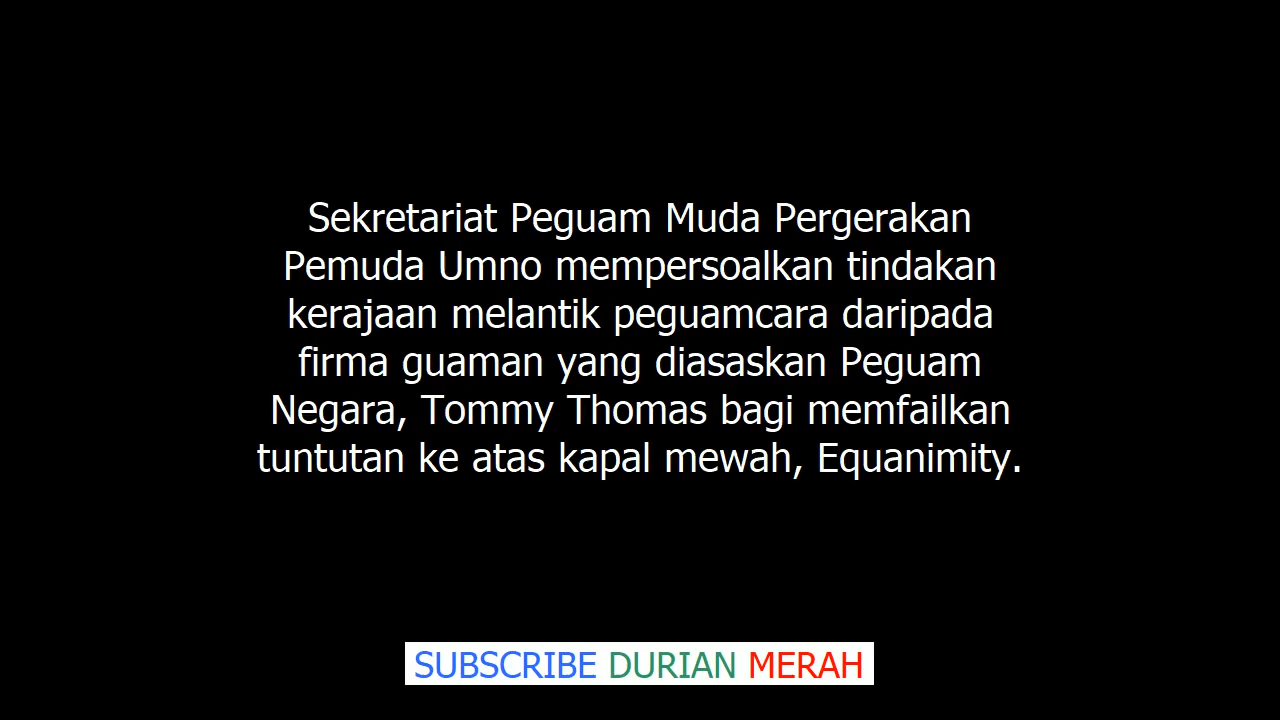 Sekretariat Peguam Muda Pergerakan
Pemuda Umno mempersoalkan tindakan
kerajaan melantik peguamcara daripada
firma guaman yang diasaskan Peguam
Negara, Tommy Thomas bagi memfailkan
tuntutan ke atas kapal mewah, Equanimity.
SUBSCRIBE DURIAN MERAH